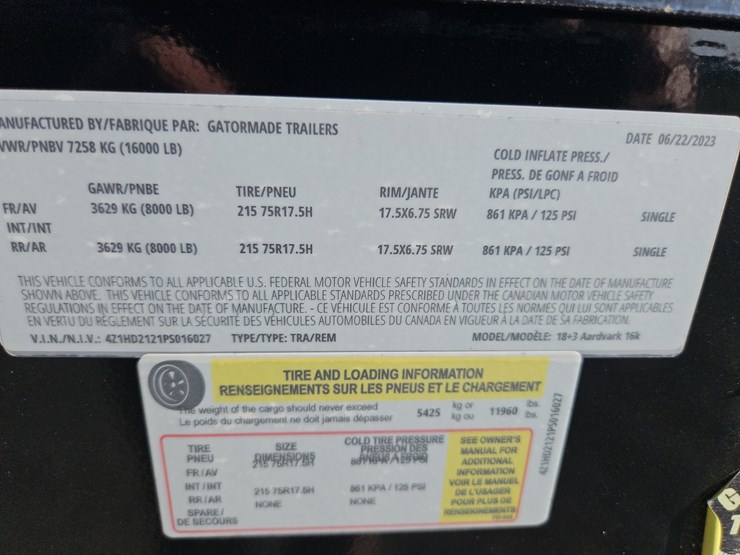 ANUFACTURED BY/FABRIQUE PAR: GATORMADE TRAILERS
DATE 06/22/2023
VWR/PNBV 7258 KG (16000 LB)
COLD INFLATE PRESS./
PRESS. DE GONF A FROID
GAWR/PNBE TIRE/PNEU RIM/JANTE KPA (PSI/LPC)
FR/AV 3629 KG (8000 LB) 215 75R17.5H 17.5X6.75 SRW 861 KPA / 125 PSI SINGLE
INT/INT
RR/AR 3629 KG (8000 LB) 215 75R17.5H 17.5X6.75 SRW 861 KPA / 125 PSI SINGLE
THIS VEHICLE CONFORMS TO ALL APPLICABLE U.S. FEDERAL MOTOR VEHICLE SAFETY STANDARDS IN EFFECT ON THE DATE OF MANUFACTURE
SHOWN ABOVE. THIS VEHICLE CONFORMS TO ALL APPLICABLE STANDARDS PRESCRIBED UNDER THE CANADIAN MOTOR VEHICLE SAFETY
REGULATIONS IN EFFECT ON THE DATE OF MANUFACTURE. - CE VÉHICULE EST CONFORME À TOUTES LES NORMES QUI LUI SONT APPLICABLES
EN VERTU DU RÈGLEMENT SUR LA SÉCURITÉ DES VÉHICULES AUTOMOBILES DU CANADA EN VIGUEUR À LA DATE DE SA FABRICATION.
V.I.N./N.I.V.: 4Z1HD2121PS016027 TYPE/TYPE: TRA/REM MODEL/MODÈLE: 18+3 Aardvark 16k
TIRE AND LOADING INFORMATION
RENSEIGNEMENTS SUR LES PNEUS ET LE CHARGEMENT
The weight of the cargo should never exceed 5425 kg or 11960 lbs.
Le poids du chargement ne doit jamais dépasser kg ou lbs.
4Z1HD2121PS016027
TIRE SIZE COLD TIRE PRESSURE
PNEU DIMENSIONS PRESSION DES
PNEUS A FROID
FR/AV 215 75R17.5H 861 KPA / 125 PSI
INT/INT
RR/AR 215 75R17.5H 861 KPA / 125 PSI
SPARE/ NONE NONE
DE SECOURS
SEE OWNER'S
MANUAL FOR
ADDITIONAL
INFORMATION
VOIR LE MANUEL
DE L'USAGER
POUR PLUS DE
RENSEIGNEMENTS